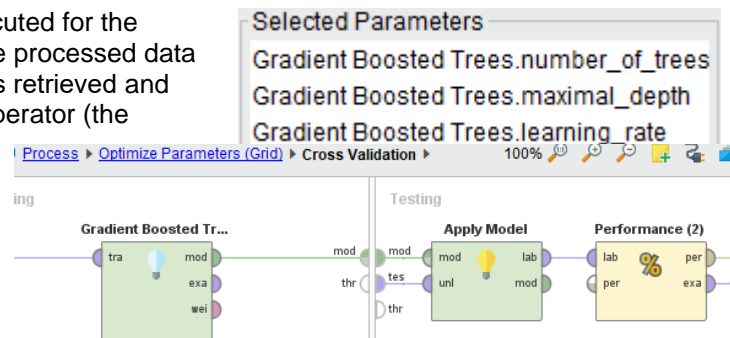 cuted for the
e processed data
s retrieved and
perator (the
Selected Parameters
Gradient Boosted Trees.number_of_trees
Gradient Boosted Trees.maximal_depth
Gradient Boosted Trees.learning_rate
Process ▸ Optimize Parameters (Grid) ▸ Cross Validation ▸
100%
ing
Testing
Gradient Boosted Tr...
tra mod
exa
wei
mod
thr
mod
tes
thr
Apply Model
mod lab
unl mod
Performance (2)
lab % per
per exa